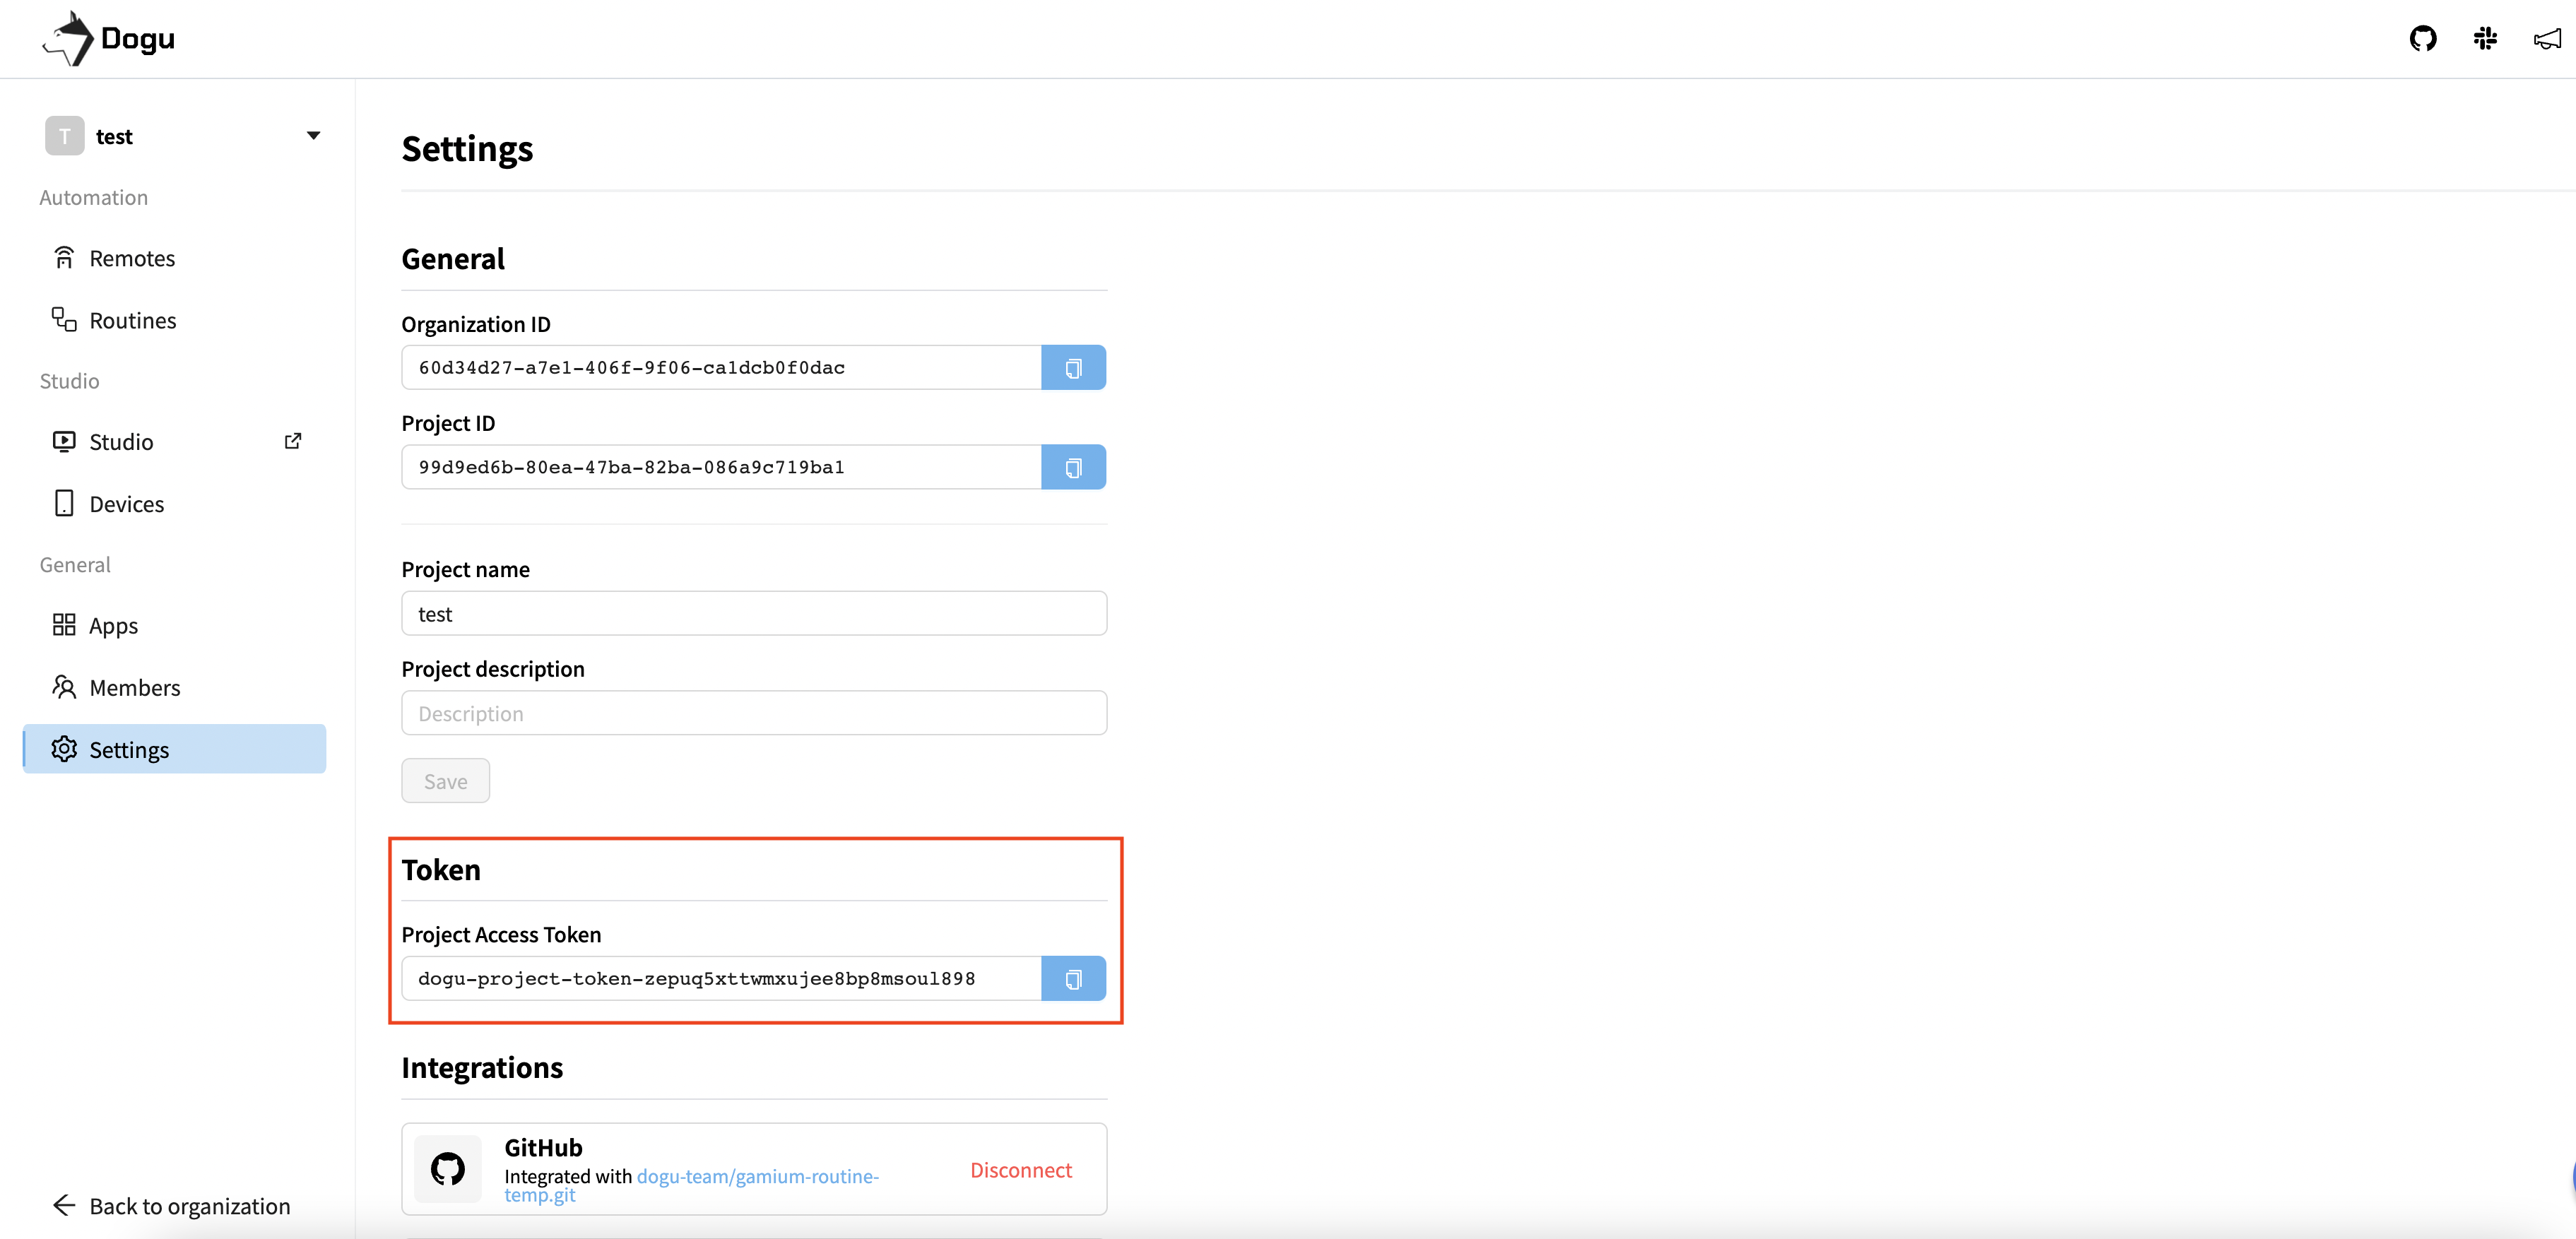 Dogu
T test
Automation
Remotes
Routines
Studio
Studio
Devices
General
Apps
Members
Settings
Back to organization
Settings
General
Organization ID
60d34d27-a7e1-406f-9f06-ca1dcb0f0dac
Project ID
99d9ed6b-80ea-47ba-82ba-086a9c719ba1
Project name
test
Project description
Description
Save
Token
Project Access Token
dogu-project-token-zepuq5xttwmxujee8bp8msoul898
Integrations
GitHub
Integrated with dogu-team/gamium-routine-
temp.git
Disconnect